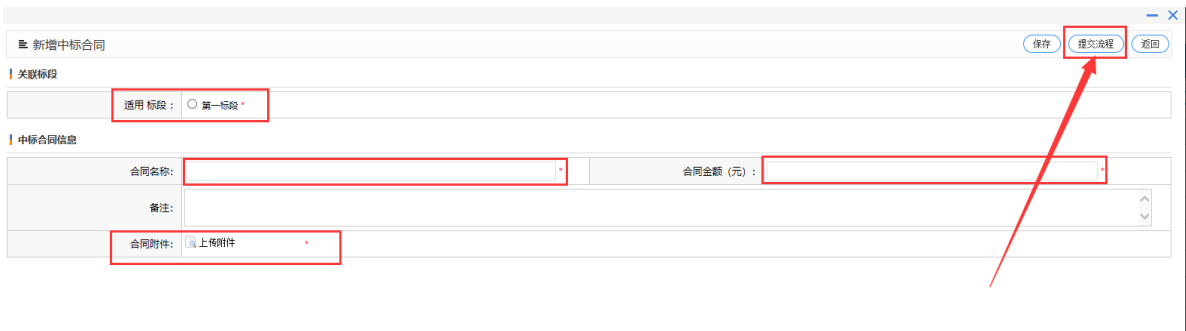 新增中标合同 保存 提交流程 返回
关联标段
适用 标段： 第一标段 *
中标合同信息
合同名称: * 合同金额（元）: *
备注:
合同附件: 上传附件 *